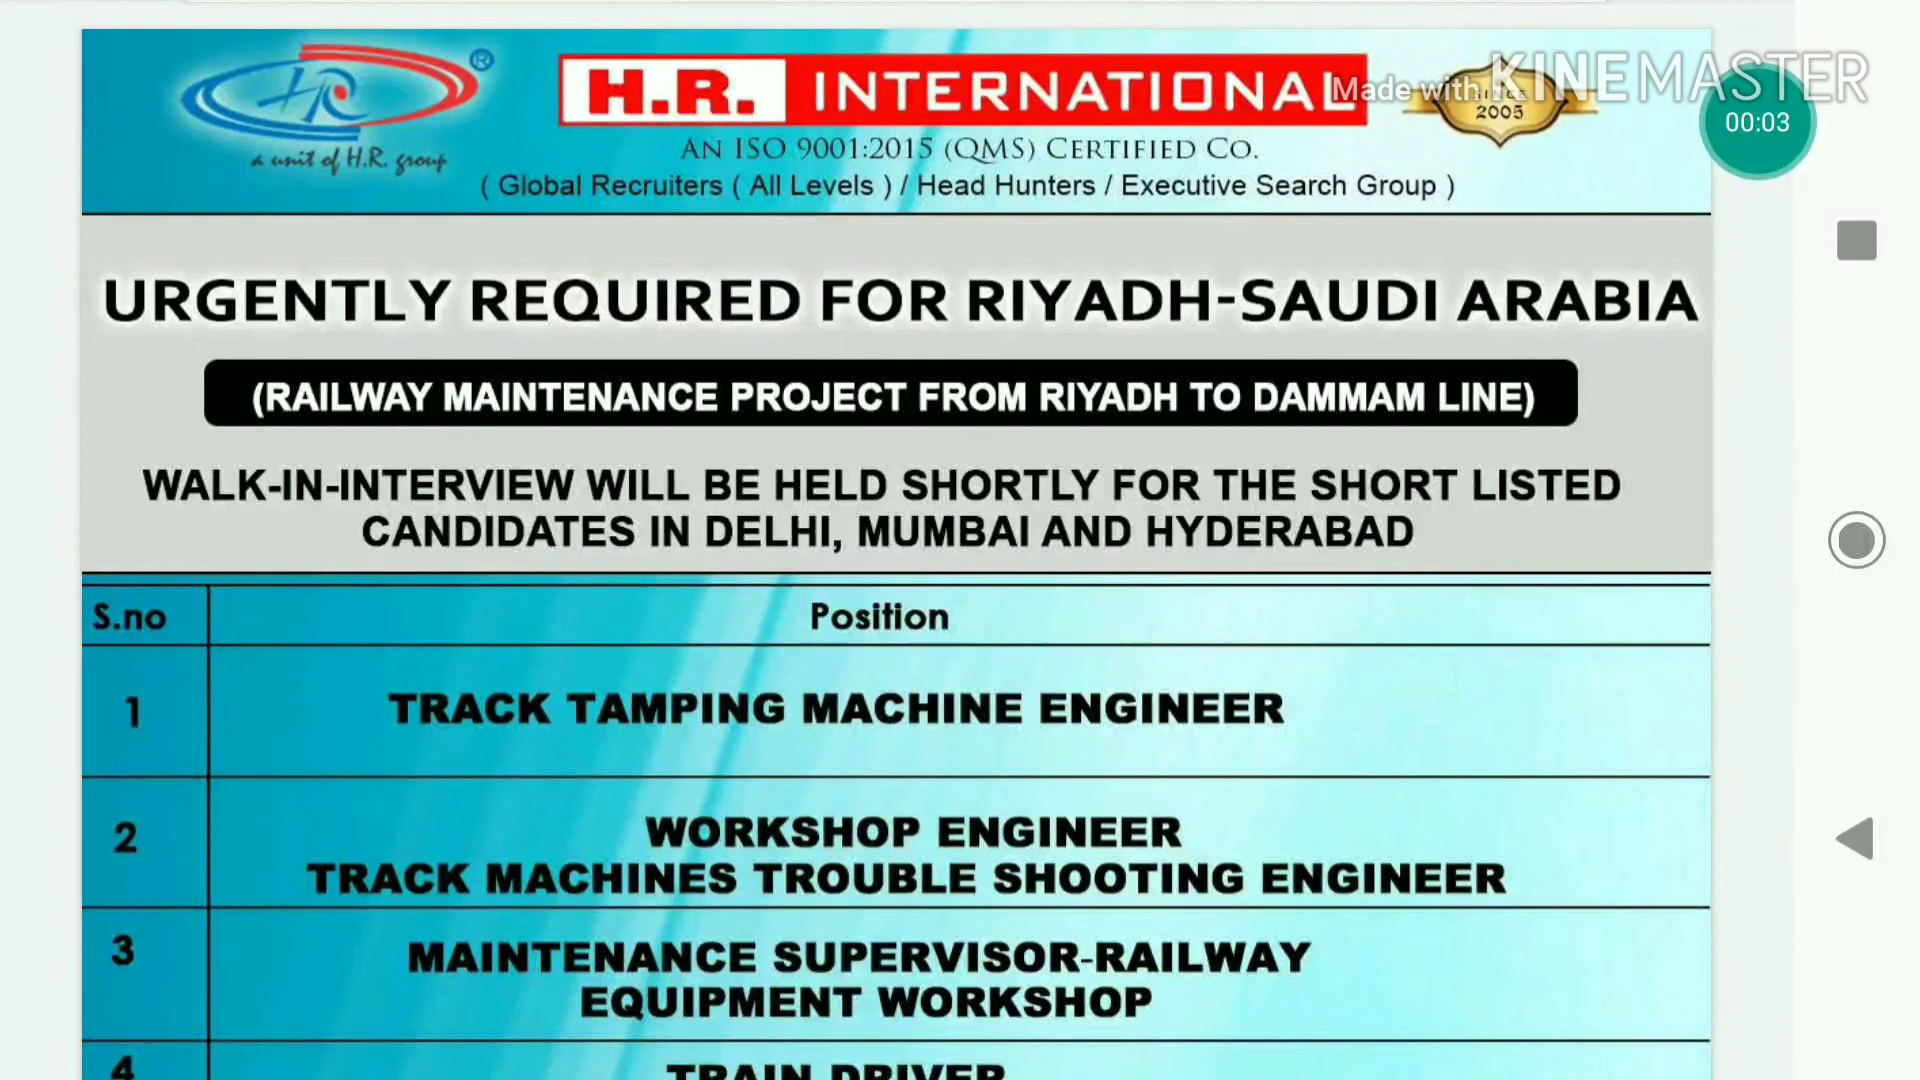 HR
®
a unit of H.R. group
H.R. INTERNATIONAL
Made with KINEMASTER
SINCE
2005
00:03
AN ISO 9001:2015 (QMS) CERTIFIED CO.
( Global Recruiters ( All Levels ) / Head Hunters / Executive Search Group )
URGENTLY REQUIRED FOR RIYADH-SAUDI ARABIA
(RAILWAY MAINTENANCE PROJECT FROM RIYADH TO DAMMAM LINE)
WALK-IN-INTERVIEW WILL BE HELD SHORTLY FOR THE SHORT LISTED
CANDIDATES IN DELHI, MUMBAI AND HYDERABAD
S.no Position
1 TRACK TAMPING MACHINE ENGINEER
2 WORKSHOP ENGINEER
TRACK MACHINES TROUBLE SHOOTING ENGINEER
3 MAINTENANCE SUPERVISOR-RAILWAY
EQUIPMENT WORKSHOP
4 TRAIN DRIVER